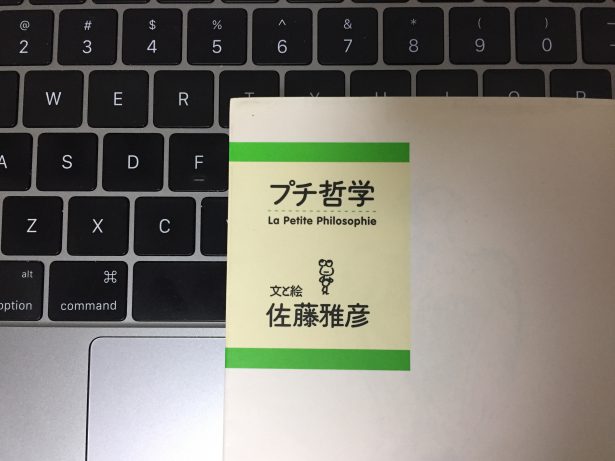 @ # $ % ^ & * ( )
2 3 4 5 6 7 8 9 0
W E R
A S D F
Z X C
alt ⌘
option command
プチ哲学
La Petite Philosophie
文と絵
佐藤雅彦